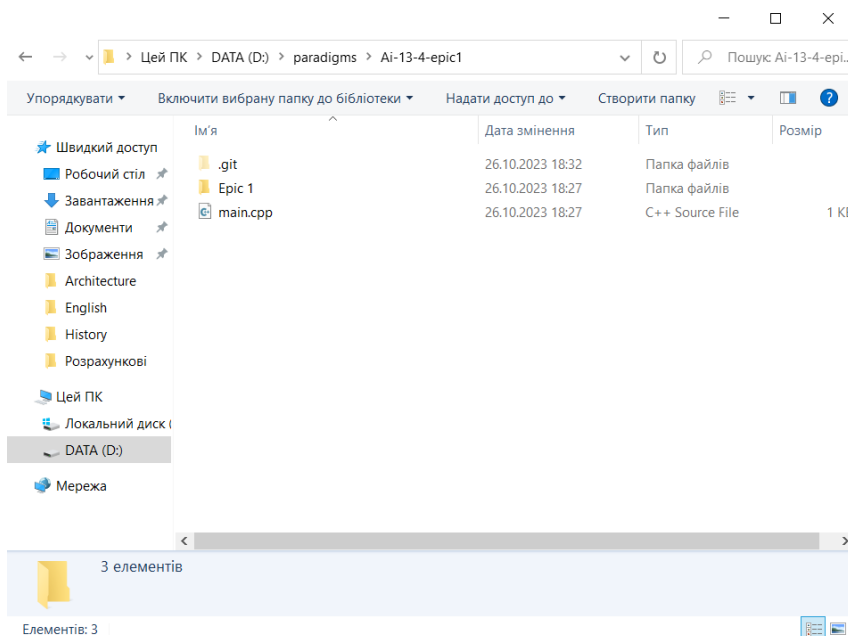 Цей ПК > DATA (D:) > paradigms > Ai-13-4-epic1
Пошук: Ai-13-4-epi...
Упорядкувати Включити вибрану папку до бібліотеки Надати доступ до Створити папку
Ім'я Дата змінення Тип Розмір
.git 26.10.2023 18:32 Папка файлів
Epic 1 26.10.2023 18:27 Папка файлів
main.cpp 26.10.2023 18:27 C++ Source File 1 КБ
Швидкий доступ
Робочий стіл
Завантаження
Документи
Зображення
Architecture
English
History
Розрахункові
Цей ПК
Локальний диск (
DATA (D:)
Мережа
3 елементів
Елементів: 3